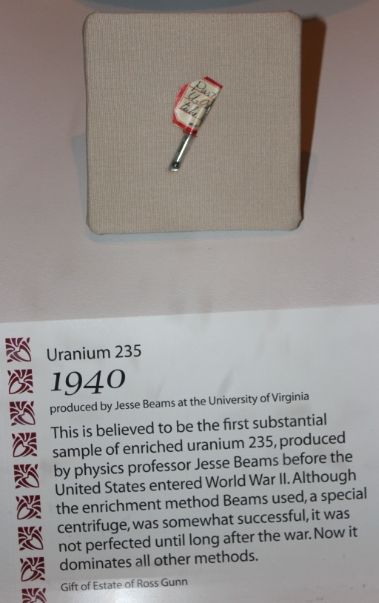 Uranium 235
1940
produced by Jesse Beams at the University of Virginia
This is believed to be the first substantial
sample of enriched uranium 235, produced
by physics professor Jesse Beams before the
United States entered World War II. Although
the enrichment method Beams used, a special
centrifuge, was somewhat successful, it was
not perfected until long after the war. Now it
dominates all other methods.
Gift of Estate of Ross Gunn